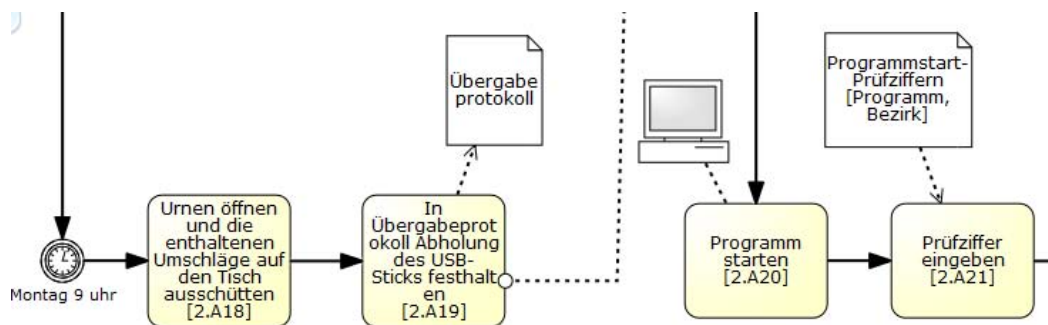 Übergabe
protokoll
Programmstart-
Prüfziffern
[Programm,
Bezirk]
Montag 9 uhr
Urnen öffnen
und die
enthaltenen
Umschläge auf
den Tisch
ausschütten
[2.A18]
In
Übergabeprot
okoll Abholung
des USB-
Sticks festhalt
en
[2.A19]
Programm
starten
[2.A20]
Prüfziffer
eingeben
[2.A21]